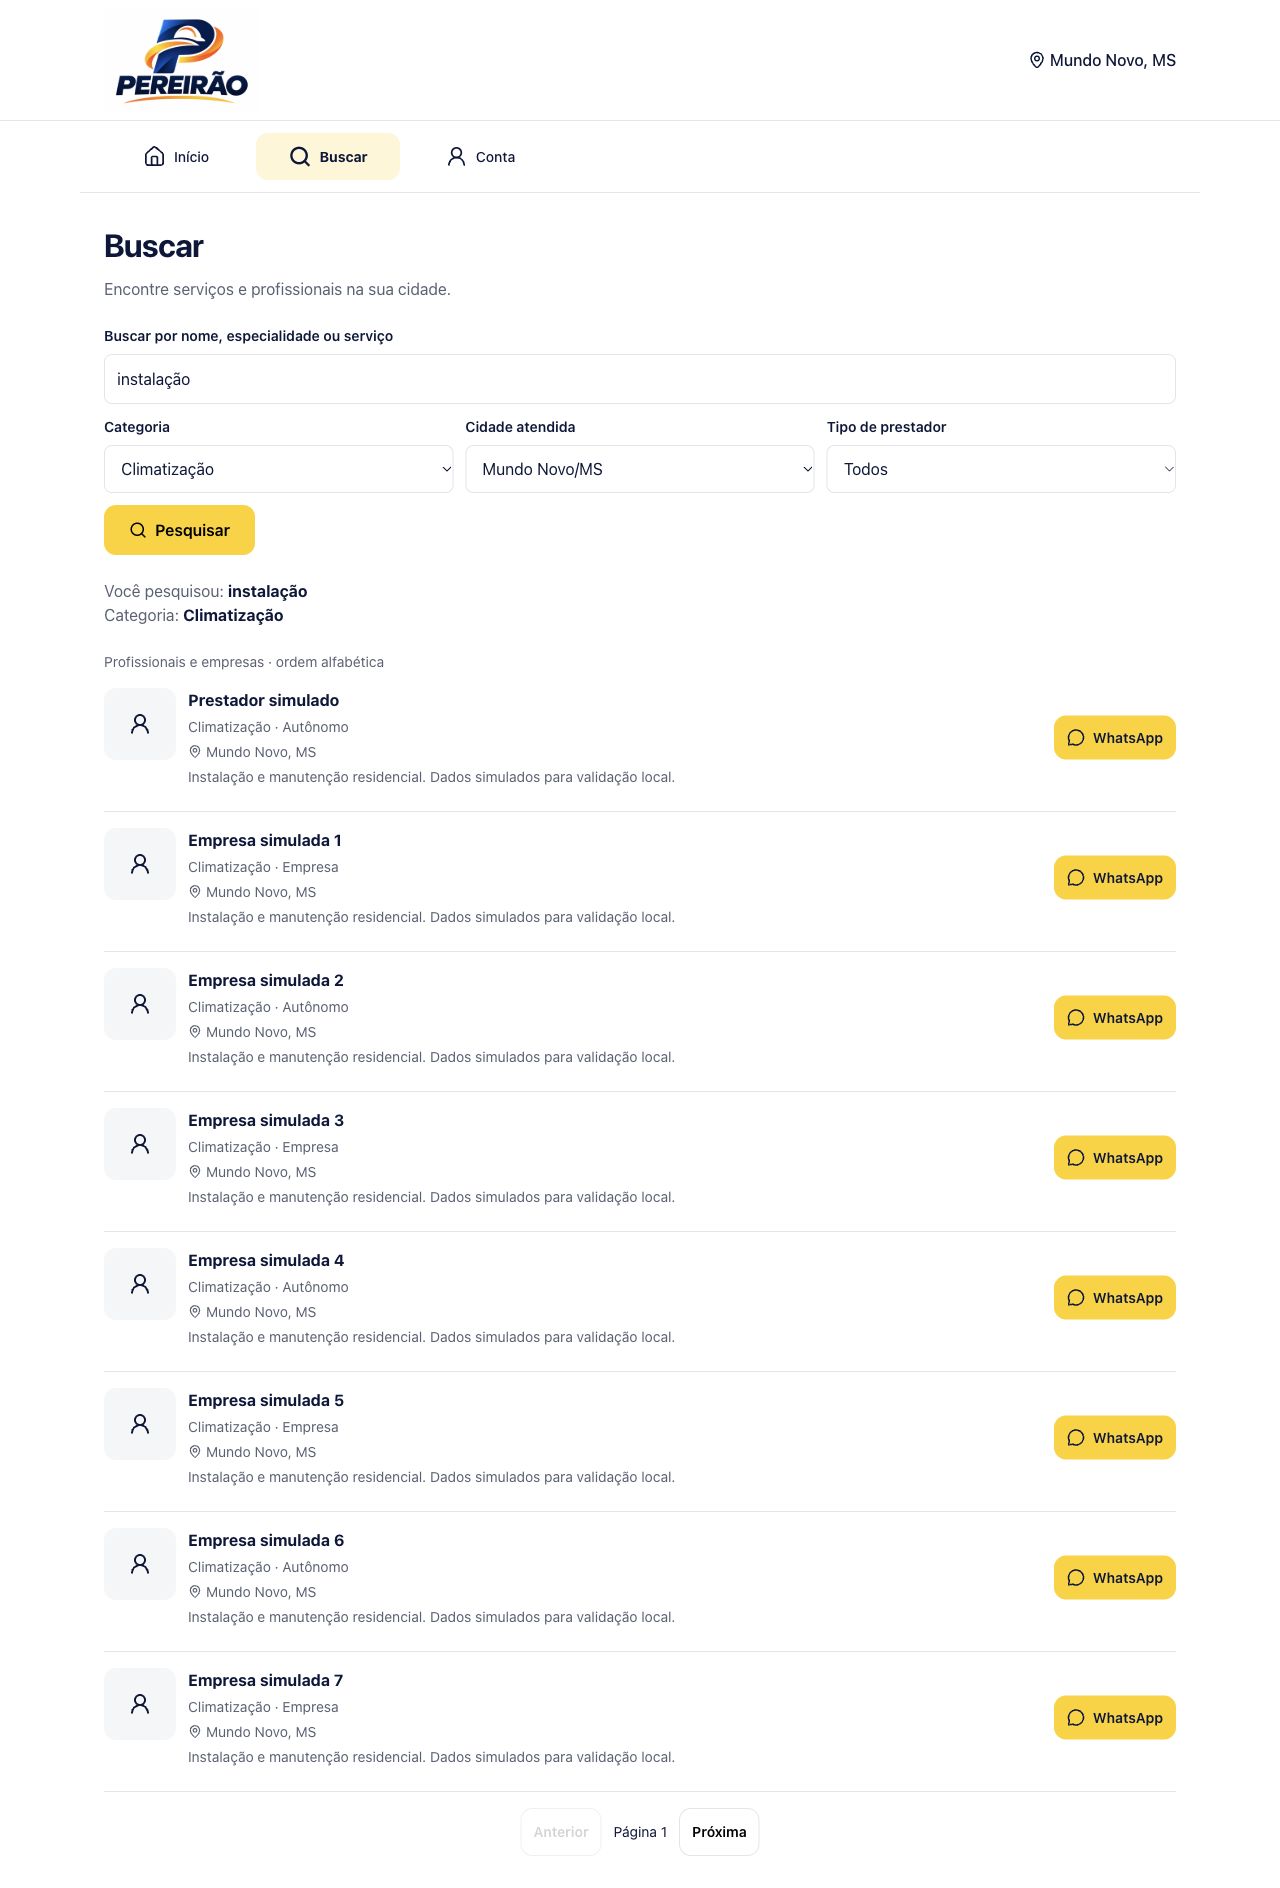 PEREIRÃO
Mundo Novo, MS
Início
Buscar
Conta
Buscar
Encontre serviços e profissionais na sua cidade.
Buscar por nome, especialidade ou serviço
instalação
Categoria
Cidade atendida
Tipo de prestador
Climatização
Mundo Novo/MS
Todos
Pesquisar
Você pesquisou: instalação
Categoria: Climatização
Profissionais e empresas · ordem alfabética
Prestador simulado
Climatização · Autônomo
Mundo Novo, MS
Instalação e manutenção residencial. Dados simulados para validação local.
WhatsApp
Empresa simulada 1
Climatização · Empresa
Mundo Novo, MS
Instalação e manutenção residencial. Dados simulados para validação local.
WhatsApp
Empresa simulada 2
Climatização · Autônomo
Mundo Novo, MS
Instalação e manutenção residencial. Dados simulados para validação local.
WhatsApp
Empresa simulada 3
Climatização · Empresa
Mundo Novo, MS
Instalação e manutenção residencial. Dados simulados para validação local.
WhatsApp
Empresa simulada 4
Climatização · Autônomo
Mundo Novo, MS
Instalação e manutenção residencial. Dados simulados para validação local.
WhatsApp
Empresa simulada 5
Climatização · Empresa
Mundo Novo, MS
Instalação e manutenção residencial. Dados simulados para validação local.
WhatsApp
Empresa simulada 6
Climatização · Autônomo
Mundo Novo, MS
Instalação e manutenção residencial. Dados simulados para validação local.
WhatsApp
Empresa simulada 7
Climatização · Empresa
Mundo Novo, MS
Instalação e manutenção residencial. Dados simulados para validação local.
WhatsApp
Anterior
Página 1
Próxima